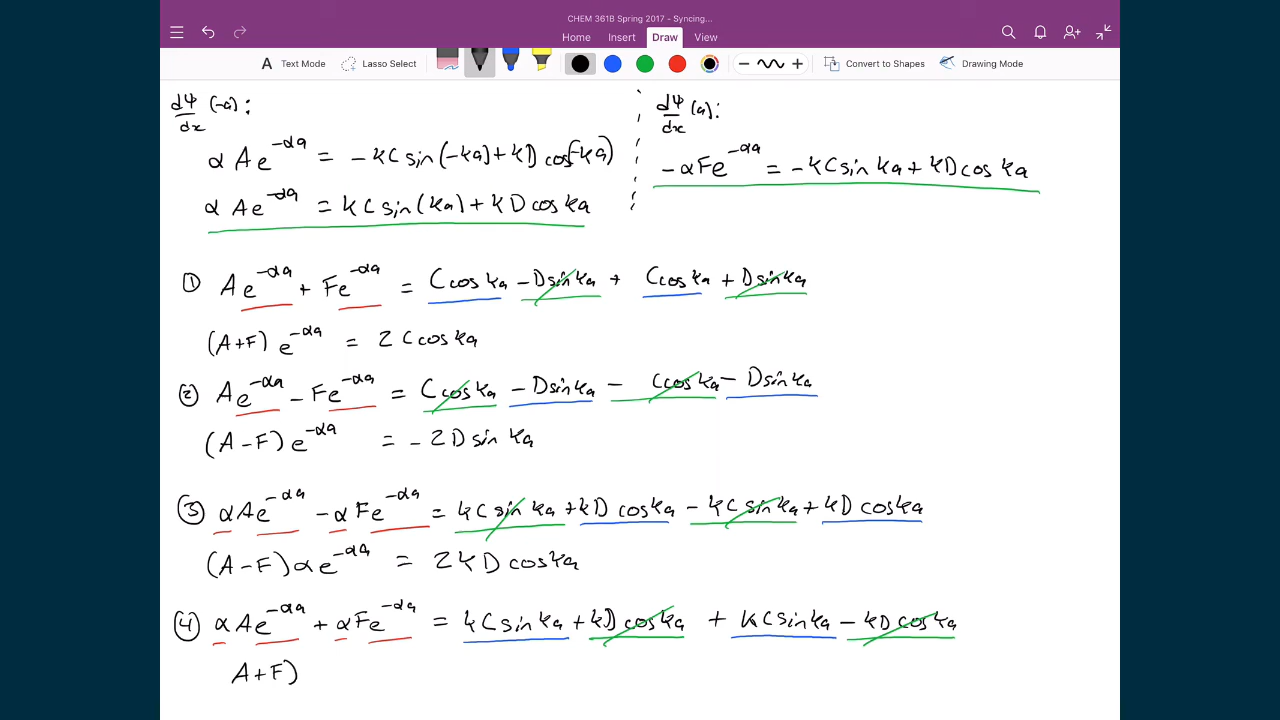 CHEM 361B Spring 2017 - Syncing...
Home Insert Draw View
Text Mode Lasso Select Convert to Shapes Drawing Mode
dΨ/dx (-a):
αAe^-αa = -kC sin(-ka) + kD cos(-ka)
αAe^-αa = kC sin(ka) + kD cos ka
dΨ/dx (a):
-αFe^-αa = -kC sin ka + kD cos ka
① Ae^-αa + Fe^-αa = C cos ka - D sin ka + C cos ka + D sin ka
(A+F) e^-αa = 2 C cos ka
② Ae^-αa - Fe^-αa = C cos ka - D sin ka - C cos ka - D sin ka
(A-F) e^-αa = -2 D sin ka
③ αAe^-αa - αFe^-αa = kC sin ka + kD cos ka - kC sin ka + kD cos ka
(A-F) α e^-αa = 2 k D cos ka
④ αAe^-αa + αFe^-αa = kC sin ka + kD cos ka + kC sin ka - kD cos ka
A+F)